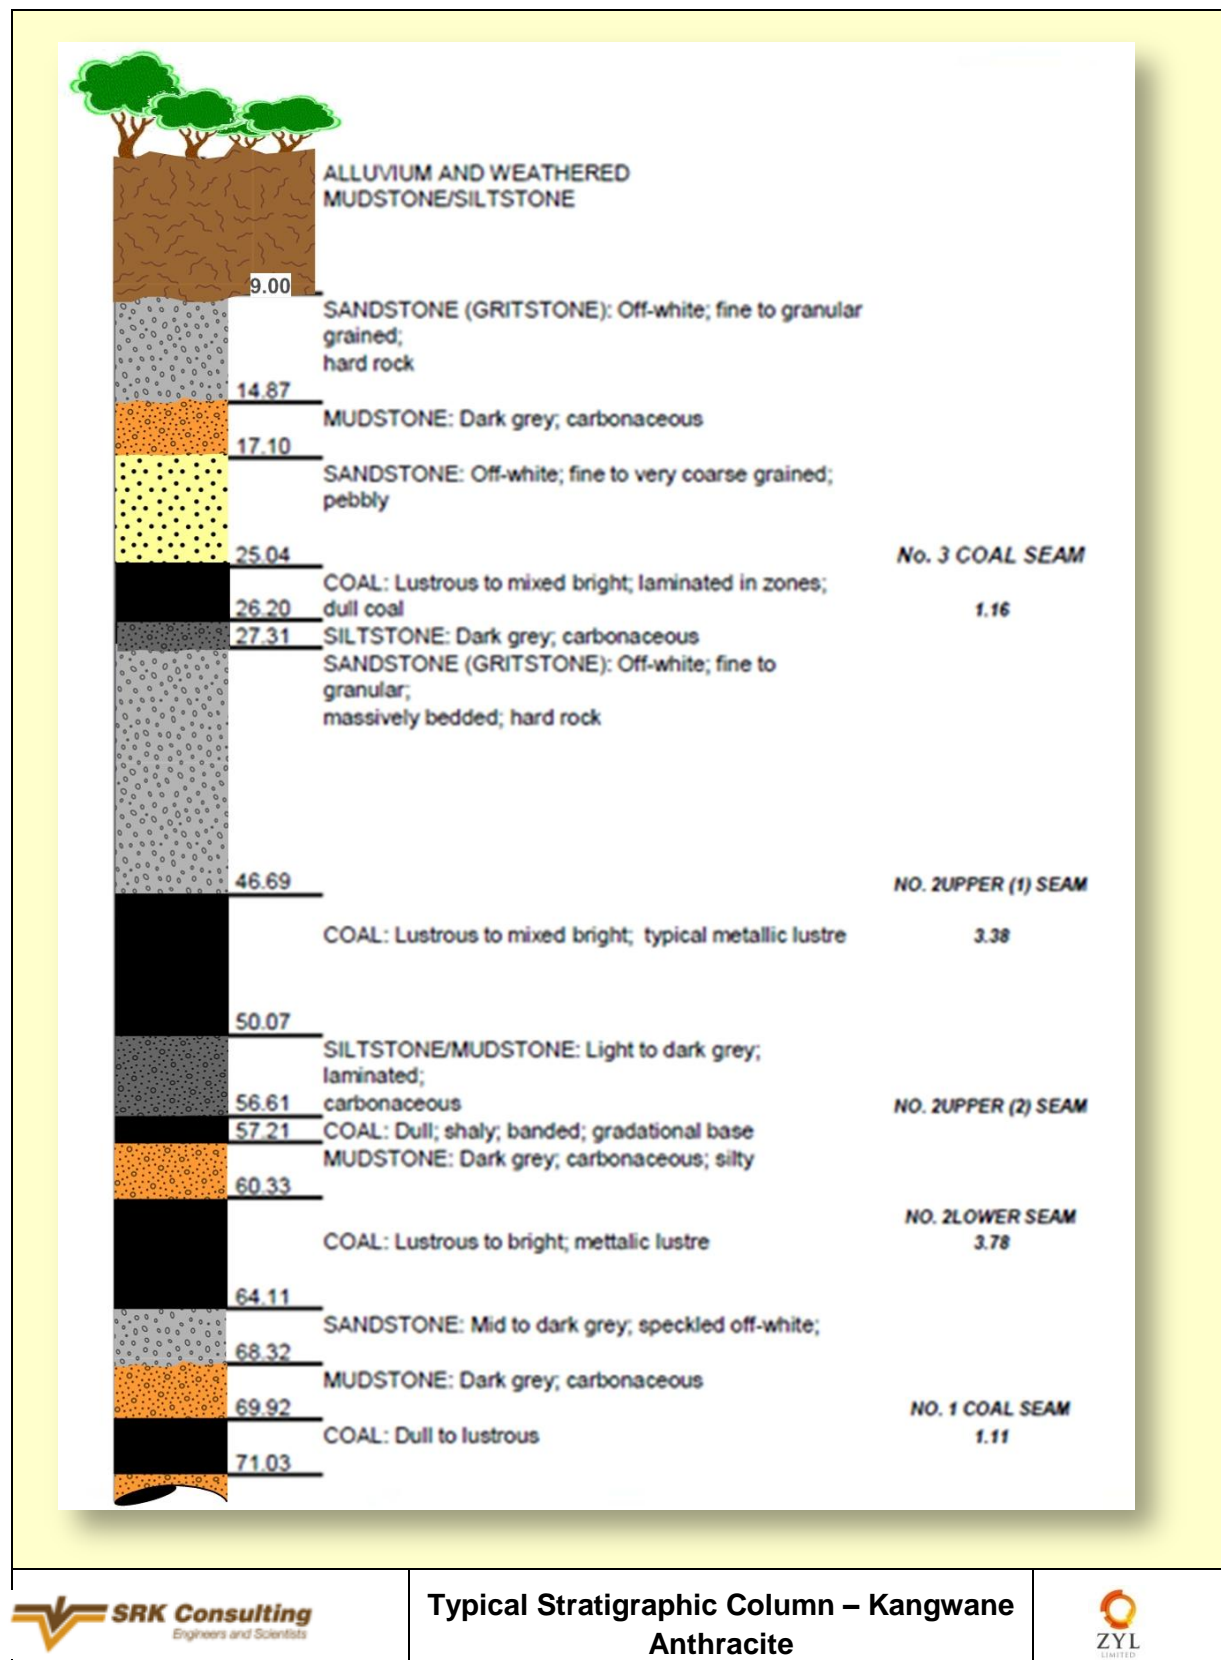 ALLUVIUM AND WEATHERED
MUDSTONE/SILTSTONE
9.00
SANDSTONE (GRITSTONE): Off-white; fine to granular
grained;
hard rock
14.87
MUDSTONE: Dark grey; carbonaceous
17.10
SANDSTONE: Off-white; fine to very coarse grained;
pebbly
25.04
No. 3 COAL SEAM
COAL: Lustrous to mixed bright; laminated in zones;
26.20 dull coal 1.16
27.31 SILTSTONE: Dark grey; carbonaceous
SANDSTONE (GRITSTONE): Off-white; fine to
granular;
massively bedded; hard rock
46.69 NO. 2UPPER (1) SEAM
COAL: Lustrous to mixed bright; typical metallic lustre 3.38
50.07
SILTSTONE/MUDSTONE: Light to dark grey;
laminated;
56.61 carbonaceous NO. 2UPPER (2) SEAM
57.21 COAL: Dull; shaly; banded; gradational base
MUDSTONE: Dark grey; carbonaceous; silty
60.33
NO. 2LOWER SEAM
COAL: Lustrous to bright; mettalic lustre 3.78
64.11
SANDSTONE: Mid to dark grey; speckled off-white;
68.32
MUDSTONE: Dark grey; carbonaceous
69.92 NO. 1 COAL SEAM
COAL: Dull to lustrous 1.11
71.03
SRK Consulting
Engineers and Scientists
Typical Stratigraphic Column – Kangwane
Anthracite
ZYL
LIMITED